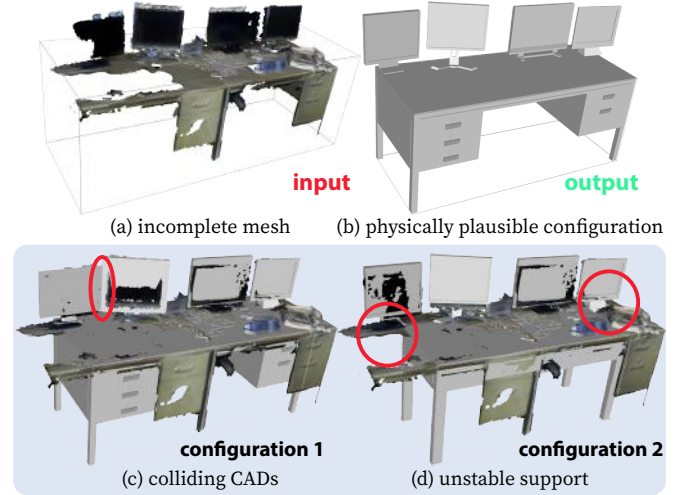 input
output
(a) incomplete mesh
(b) physically plausible configuration
configuration 1
configuration 2
(c) colliding CADs
(d) unstable support